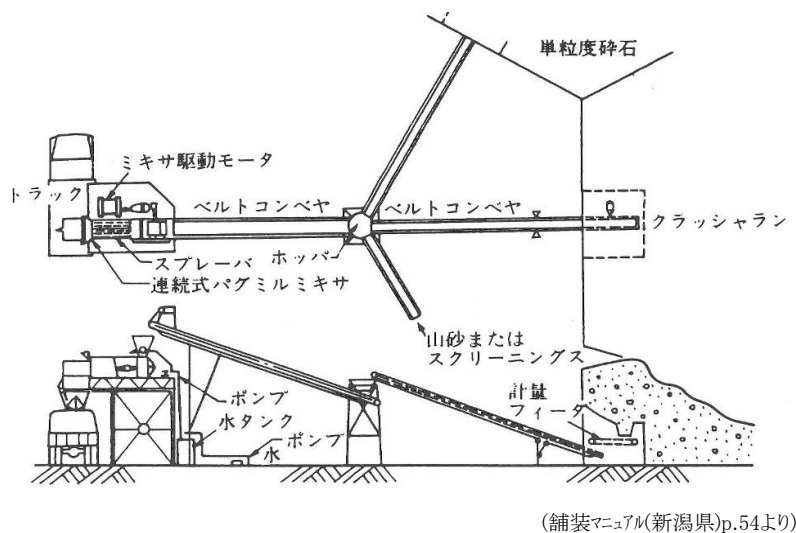 単粒度砕石
ミキサ駆動モータ
トラック
ベルトコンベヤ
ベルトコンベヤ
クラッシャラン
スプレーバ
ホッパ
連続式パグミルミキサ
山砂または
スクリーニングス
ポンプ
水タンク
ポンプ
水
計量
フィーダ
(舗装マニュアル(新潟県)p.54より)